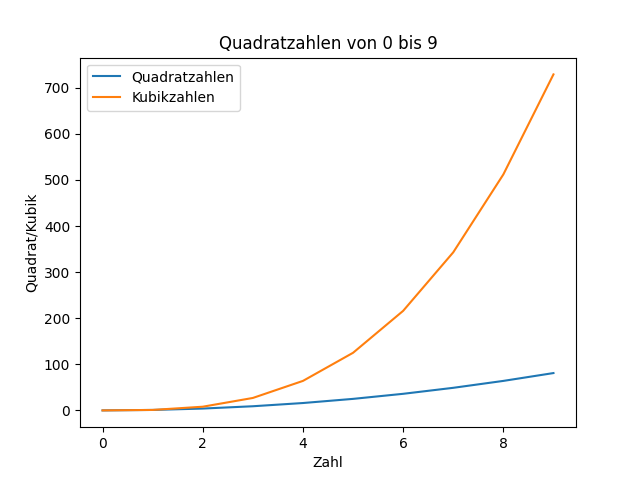 Quadratzahlen von 0 bis 9
Quadratzahlen
Kubikzahlen
Quadrat/Kubik
700
600
500
400
300
200
100
0
0 2 4 6 8
Zahl